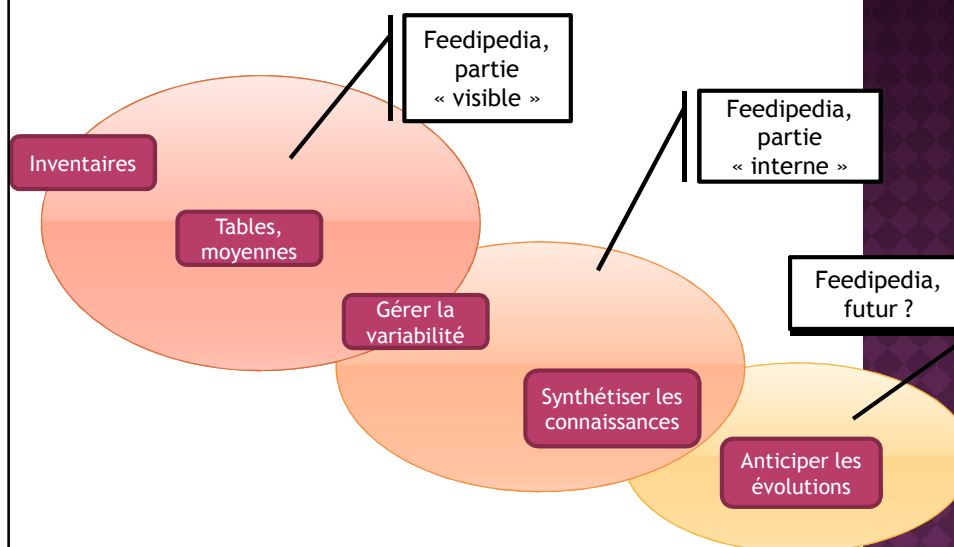 Feedipedia,
partie
« visible »
Feedipedia,
partie
« interne »
Inventaires
Tables,
moyennes
Feedipedia,
futur ?
Gérer la
variabilité
Synthétiser les
connaissances
Anticiper les
évolutions